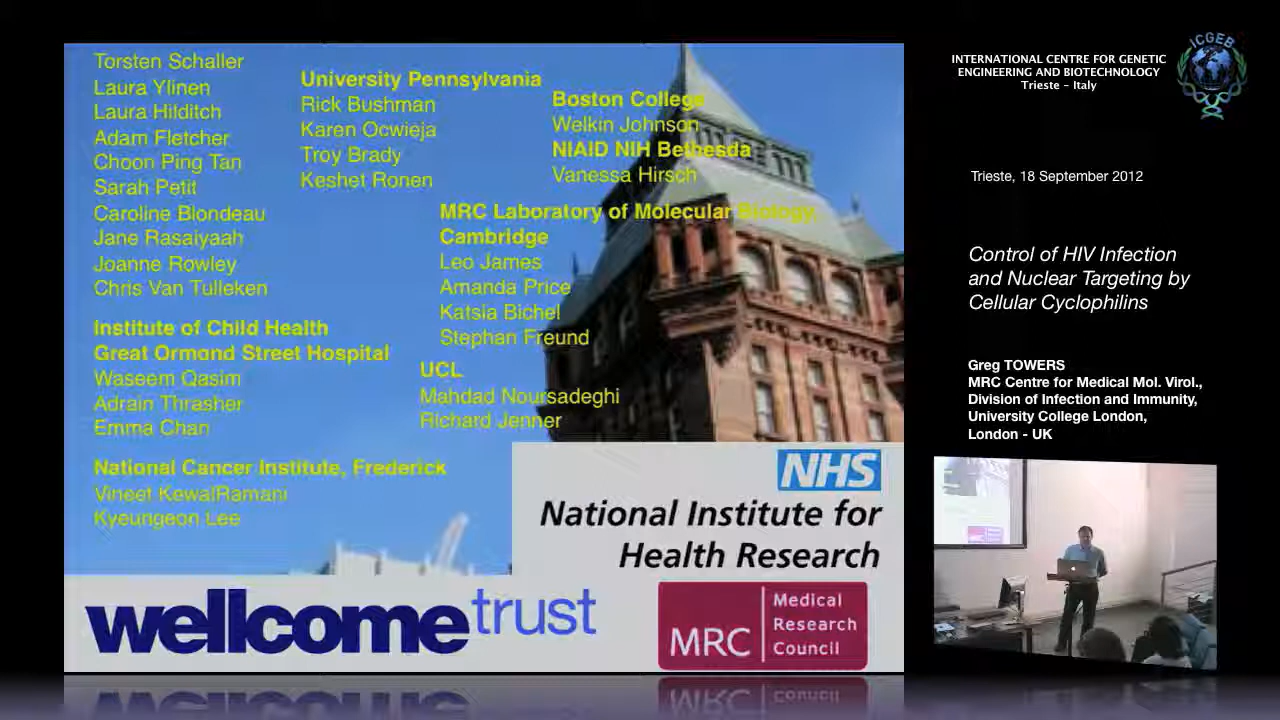 Torsten Schaller
Laura Ylinen
Laura Hilditch
Adam Fletcher
Choon Ping Tan
Sarah Petit
Caroline Blondeau
Jane Rasaiyaah
Joanne Rowley
Chris Van Tulleken
Institute of Child Health
Great Ormond Street Hospital
Waseem Qasim
Adrain Thrasher
Emma Chan
National Cancer Institute, Frederick
Vineet KewalRamani
Kyeungeon Lee
University Pennsylvania
Rick Bushman
Karen Ocwieja
Troy Brady
Keshet Ronen
Boston College
Welkin Johnson
NIAID NIH Bethesda
Vanessa Hirsch
MRC Laboratory of Molecular Biology,
Cambridge
Leo James
Amanda Price
Katsia Bichel
Stephan Freund
UCL
Mahdad Noursadeghi
Richard Jenner
NHS
National Institute for
Health Research
wellcome trust
MRC
Medical
Research
Council
INTERNATIONAL CENTRE FOR GENETIC
ENGINEERING AND BIOTECHNOLOGY
Trieste - Italy
ICGEB
Trieste, 18 September 2012
Control of HIV Infection
and Nuclear Targeting by
Cellular Cyclophilins
Greg TOWERS
MRC Centre for Medical Mol. Virol.,
Division of Infection and Immunity,
University College London,
London - UK